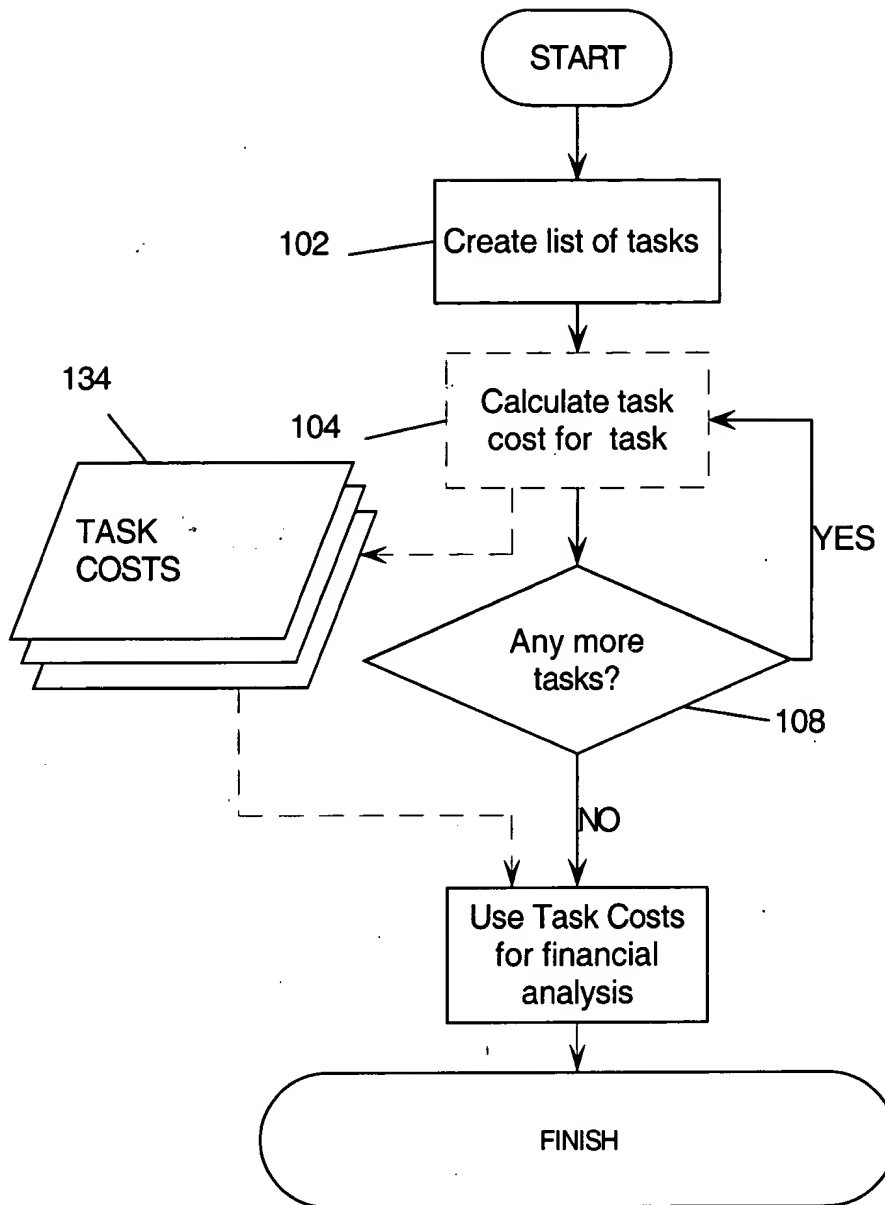 START
102
Create list of tasks
134
104
Calculate task
cost for task
TASK
COSTS
YES
Any more
tasks?
108
NO
Use Task Costs
for financial
analysis
FINISH